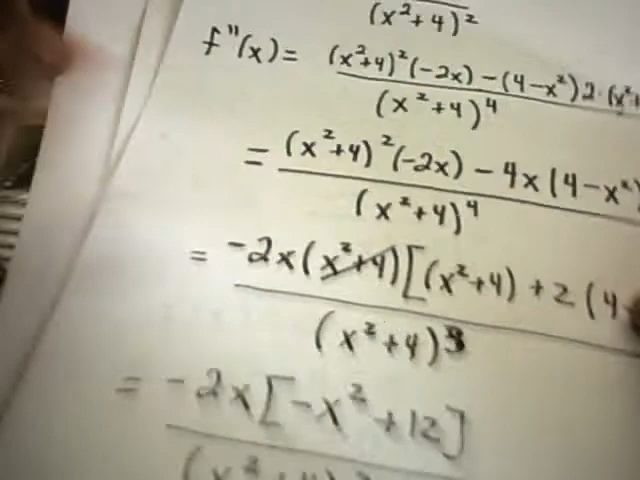 (x²+4)²
f"(x) = (x²+4)²(-2x) - (4-x²)2·(x²+
(x²+4)⁴
= (x²+4)²(-2x) - 4x(4-x²)
(x²+4)⁴
= -2x(x²+4)[(x²+4) + 2(4-
(x²+4)3
= -2x[-x²+12]